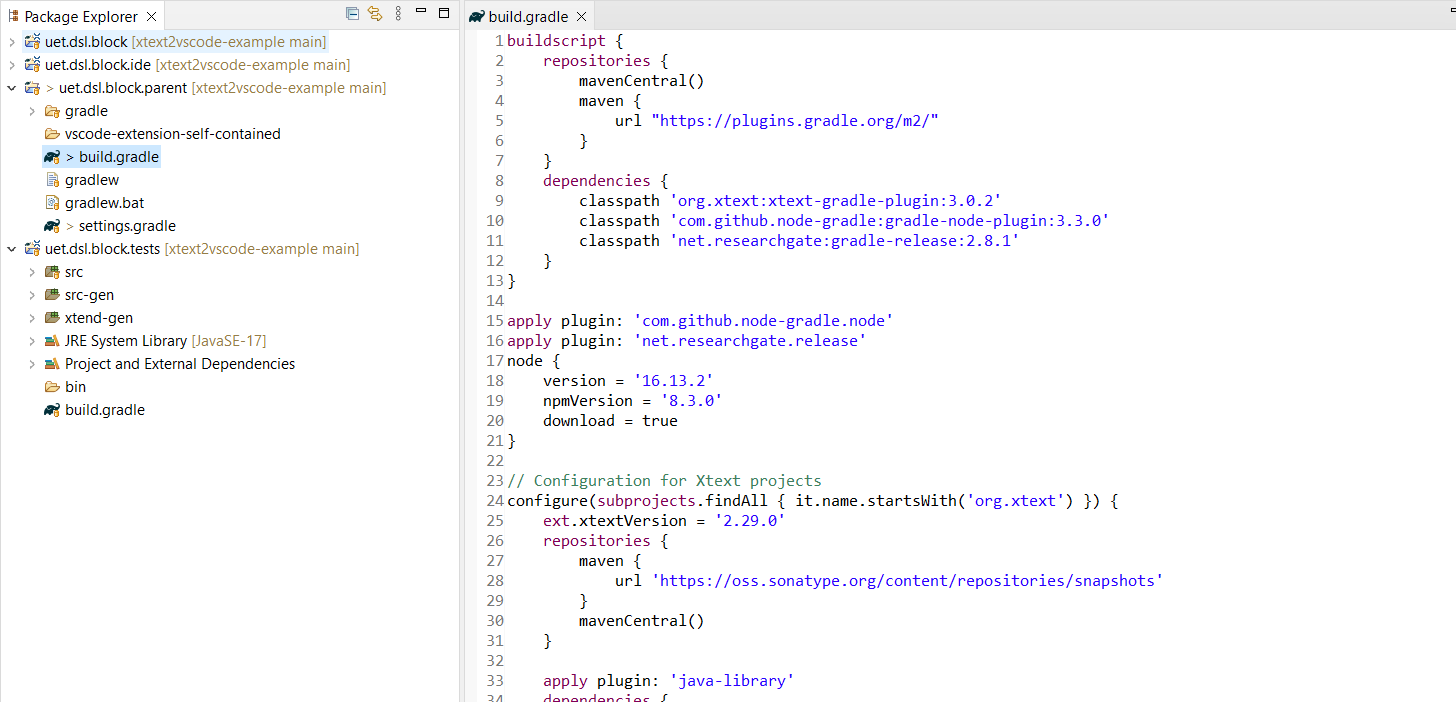 Package Explorer
uet.dsl.block [xtext2vscode-example main]
uet.dsl.block.ide [xtext2vscode-example main]
> uet.dsl.block.parent [xtext2vscode-example main]
gradle
vscode-extension-self-contained
> build.gradle
gradlew
gradlew.bat
> settings.gradle
uet.dsl.block.tests [xtext2vscode-example main]
src
src-gen
xtend-gen
JRE System Library [JavaSE-17]
Project and External Dependencies
bin
build.gradle
build.gradle
1 buildscript {
2     repositories {
3         mavenCentral()
4         maven {
5             url "https://plugins.gradle.org/m2/"
6         }
7     }
8     dependencies {
9         classpath 'org.xtext:xtext-gradle-plugin:3.0.2'
10         classpath 'com.github.node-gradle:gradle-node-plugin:3.3.0'
11         classpath 'net.researchgate:gradle-release:2.8.1'
12     }
13 }
14
15 apply plugin: 'com.github.node-gradle.node'
16 apply plugin: 'net.researchgate.release'
17 node {
18     version = '16.13.2'
19     npmVersion = '8.3.0'
20     download = true
21 }
22
23 // Configuration for Xtext projects
24 configure(subprojects.findAll { it.name.startsWith('org.xtext') }) {
25     ext.xtextVersion = '2.29.0'
26     repositories {
27         maven {
28             url 'https://oss.sonatype.org/content/repositories/snapshots'
29         }
30         mavenCentral()
31     }
32
33     apply plugin: 'java-library'
34     dependencies {